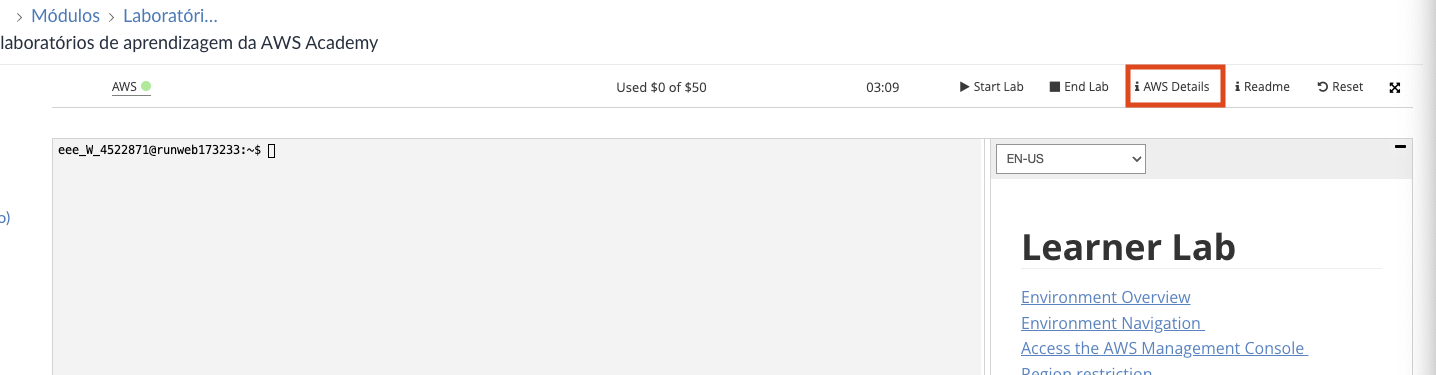 > Módulos > Laboratóri...
laboratórios de aprendizagem da AWS Academy
AWS Used $0 of $50 03:09 Start Lab End Lab AWS Details Readme Reset
eee_W_4522871@runweb173233:~$
EN-US
o)
Learner Lab
Environment Overview
Environment Navigation
Access the AWS Management Console
Region restriction